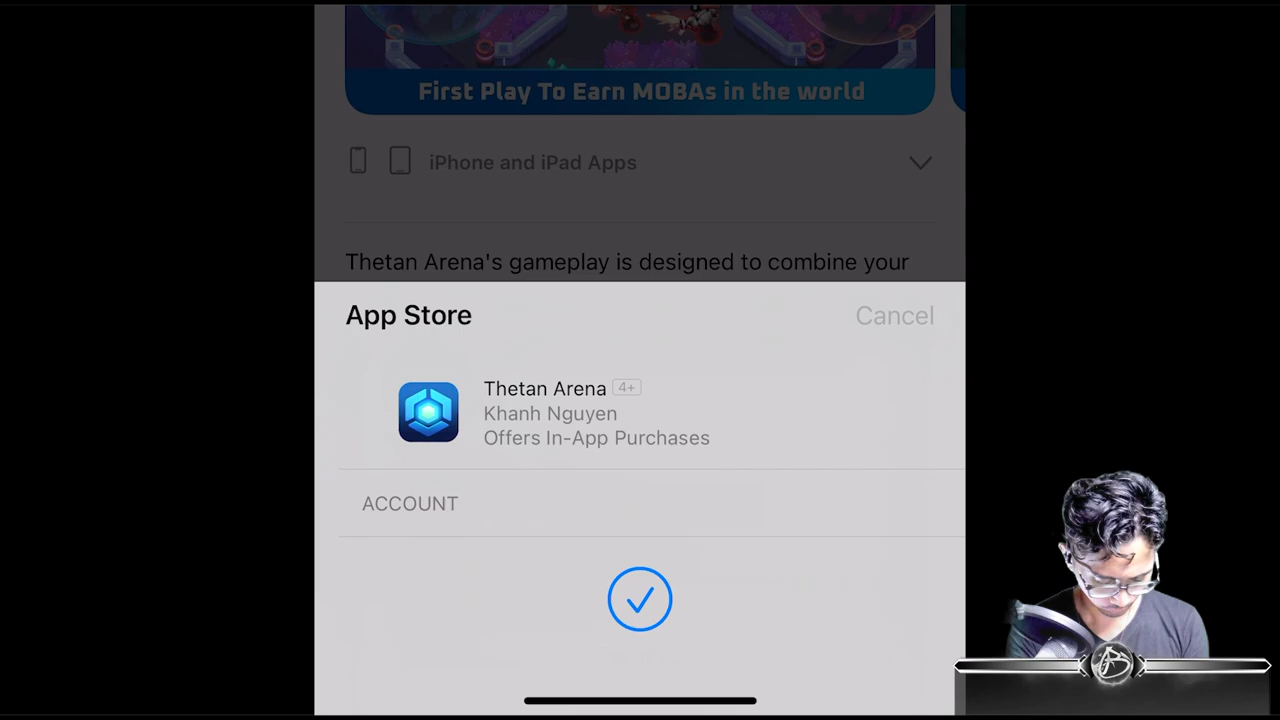 First Play To Earn MOBAs in the world
iPhone and iPad Apps
Thetan Arena's gameplay is designed to combine your
App Store
Cancel
Thetan Arena 4+
Khanh Nguyen
Offers In-App Purchases
ACCOUNT